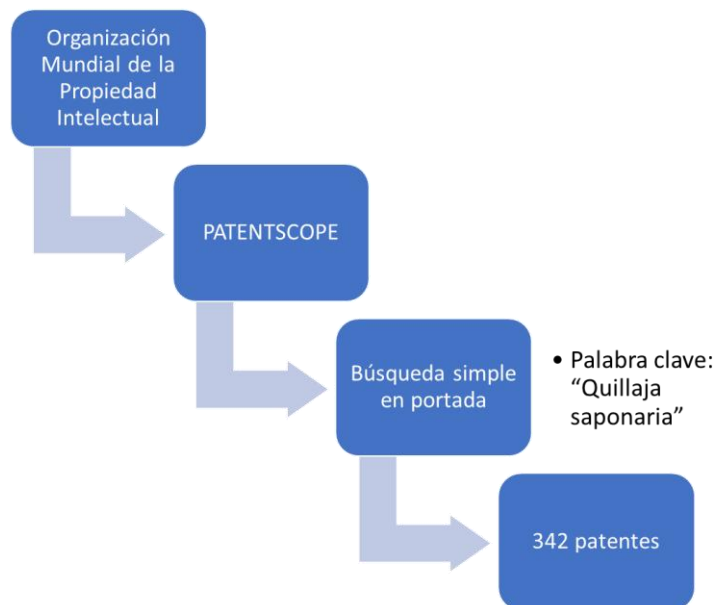 Organización
Mundial de la
Propiedad
Intelectual
PATENTSCOPE
Búsqueda simple
en portada
• Palabra clave:
“Quillaja
saponaria”
342 patentes